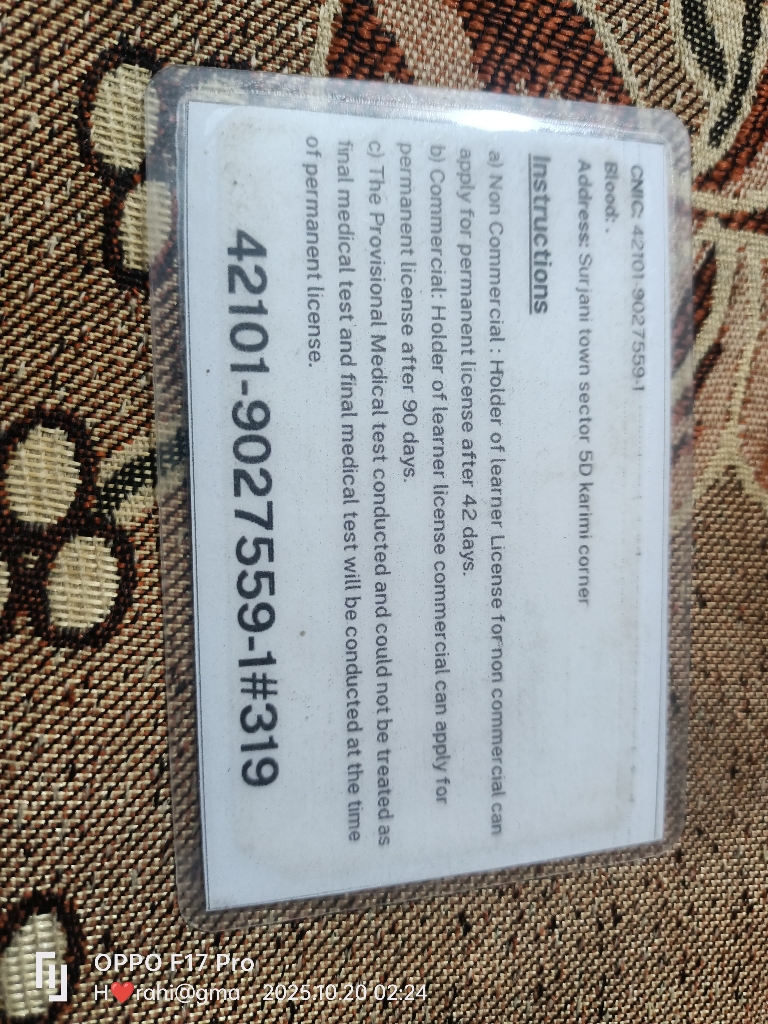 CNIC: 42101-9027559-1
Blood: .
Address: Surjani town sector 5D karimi corner
Instructions
a) Non Commercial : Holder of learner License for non commercial can
apply for permanent license after 42 days.
b) Commercial: Holder of learner license commercial can apply for
permanent license after 90 days.
c) The Provisional Medical test conducted and could not be treated as
final medical test and final medical test will be conducted at the time
of permanent license.
42101-9027559-1#319
OPPO F17 Pro
H❤️rahi@gma. 2025.10.20 02:24